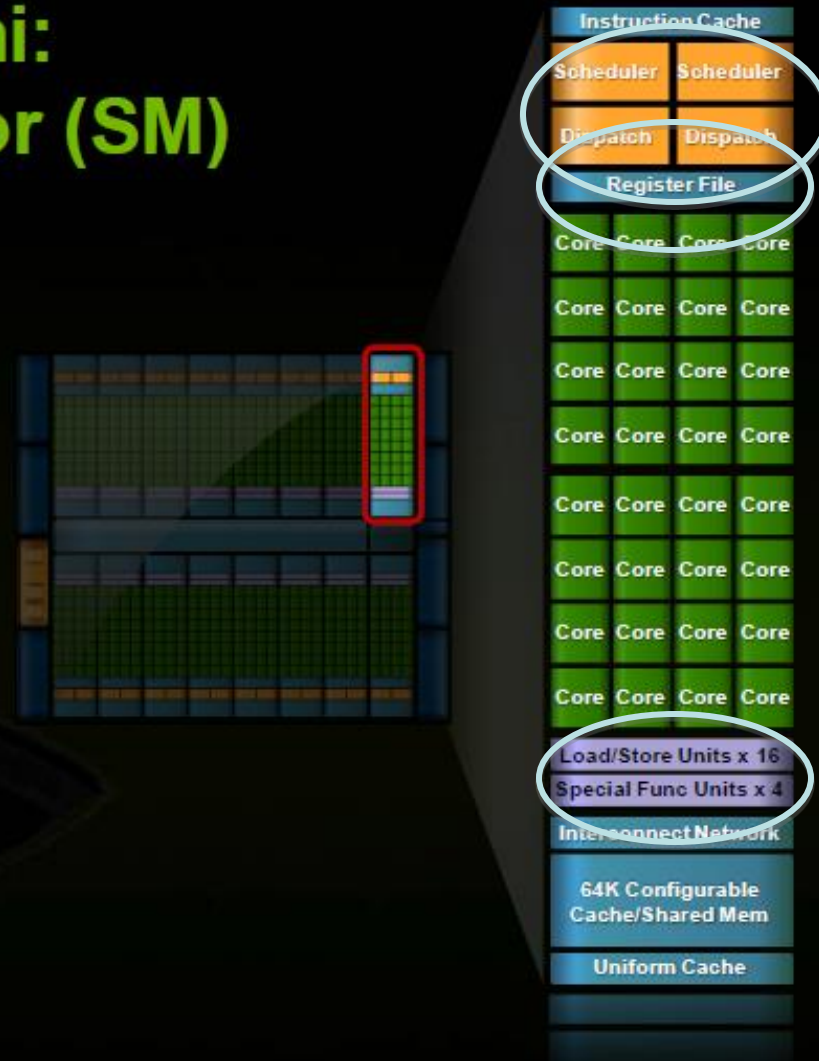 ni:
or (SM)
Instruction Cache
Scheduler Scheduler
Dispatch Dispatch
Register File
Core Core Core Core
Core Core Core Core
Core Core Core Core
Core Core Core Core
Core Core Core Core
Core Core Core Core
Core Core Core Core
Core Core Core Core
Load/Store Units x 16
Special Func Units x 4
Interconnect Network
64K Configurable
Cache/Shared Mem
Uniform Cache